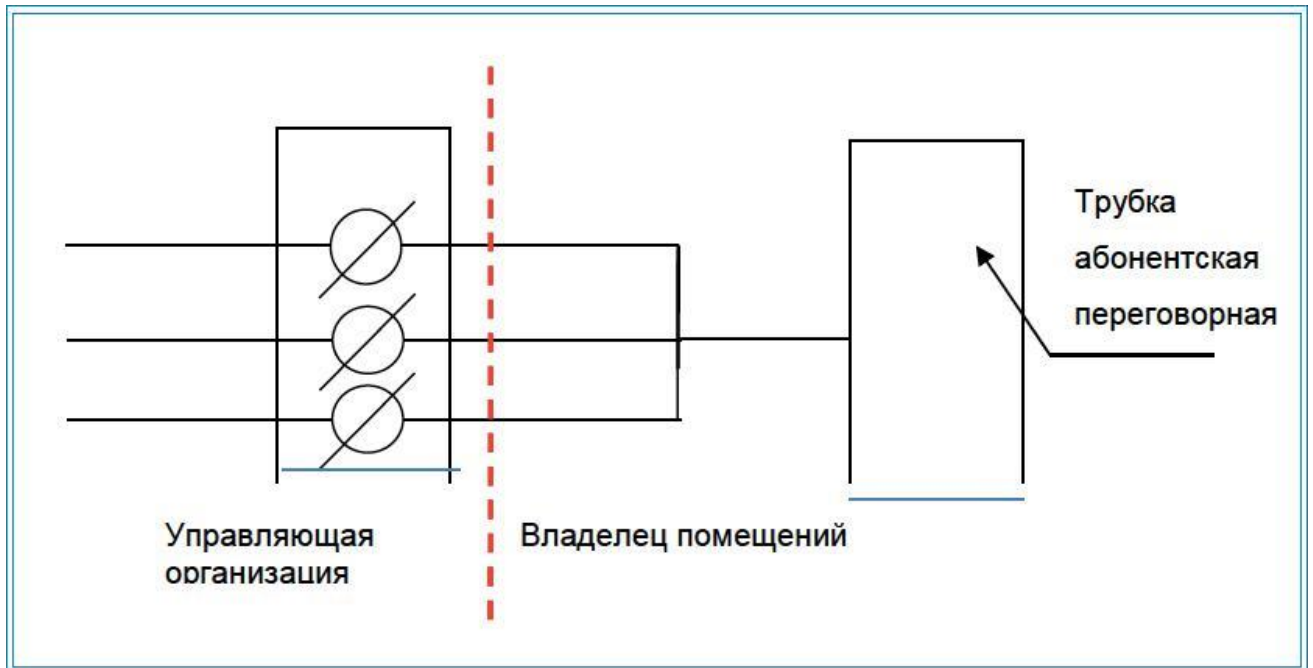 Трубка
абонентская
переговорная
Управляющая
организация
Владелец помещений